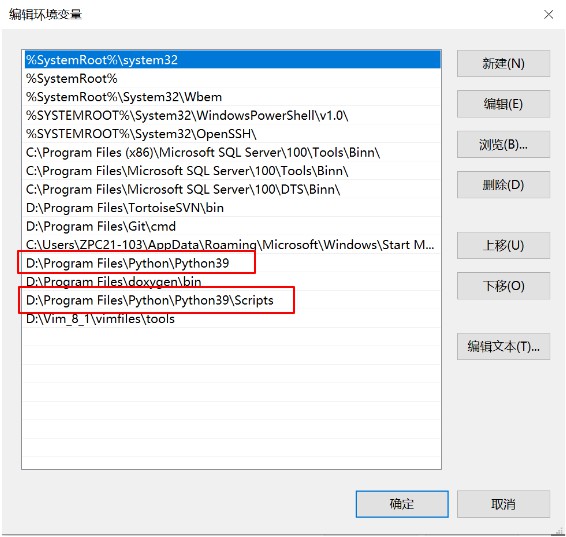 编辑环境变量
%SystemRoot%\system32
%SystemRoot%
%SystemRoot%\System32\Wbem
%SYSTEMROOT%\System32\WindowsPowerShell\v1.0\
%SYSTEMROOT%\System32\OpenSSH\
C:\Program Files (x86)\Microsoft SQL Server\100\Tools\Binn\
C:\Program Files\Microsoft SQL Server\100\Tools\Binn\
C:\Program Files\Microsoft SQL Server\100\DTS\Binn\
D:\Program Files\TortoiseSVN\bin
D:\Program Files\Git\cmd
C:\Users\ZPC21-103\AppData\Roaming\Microsoft\Windows\Start M...
D:\Program Files\Python\Python39
D:\Program Files\doxygen\bin
D:\Program Files\Python\Python39\Scripts
D:\Vim_8_1\vimfiles\tools
新建(N)
编辑(E)
浏览(B)...
删除(D)
上移(U)
下移(O)
编辑文本(T)...
确定
取消